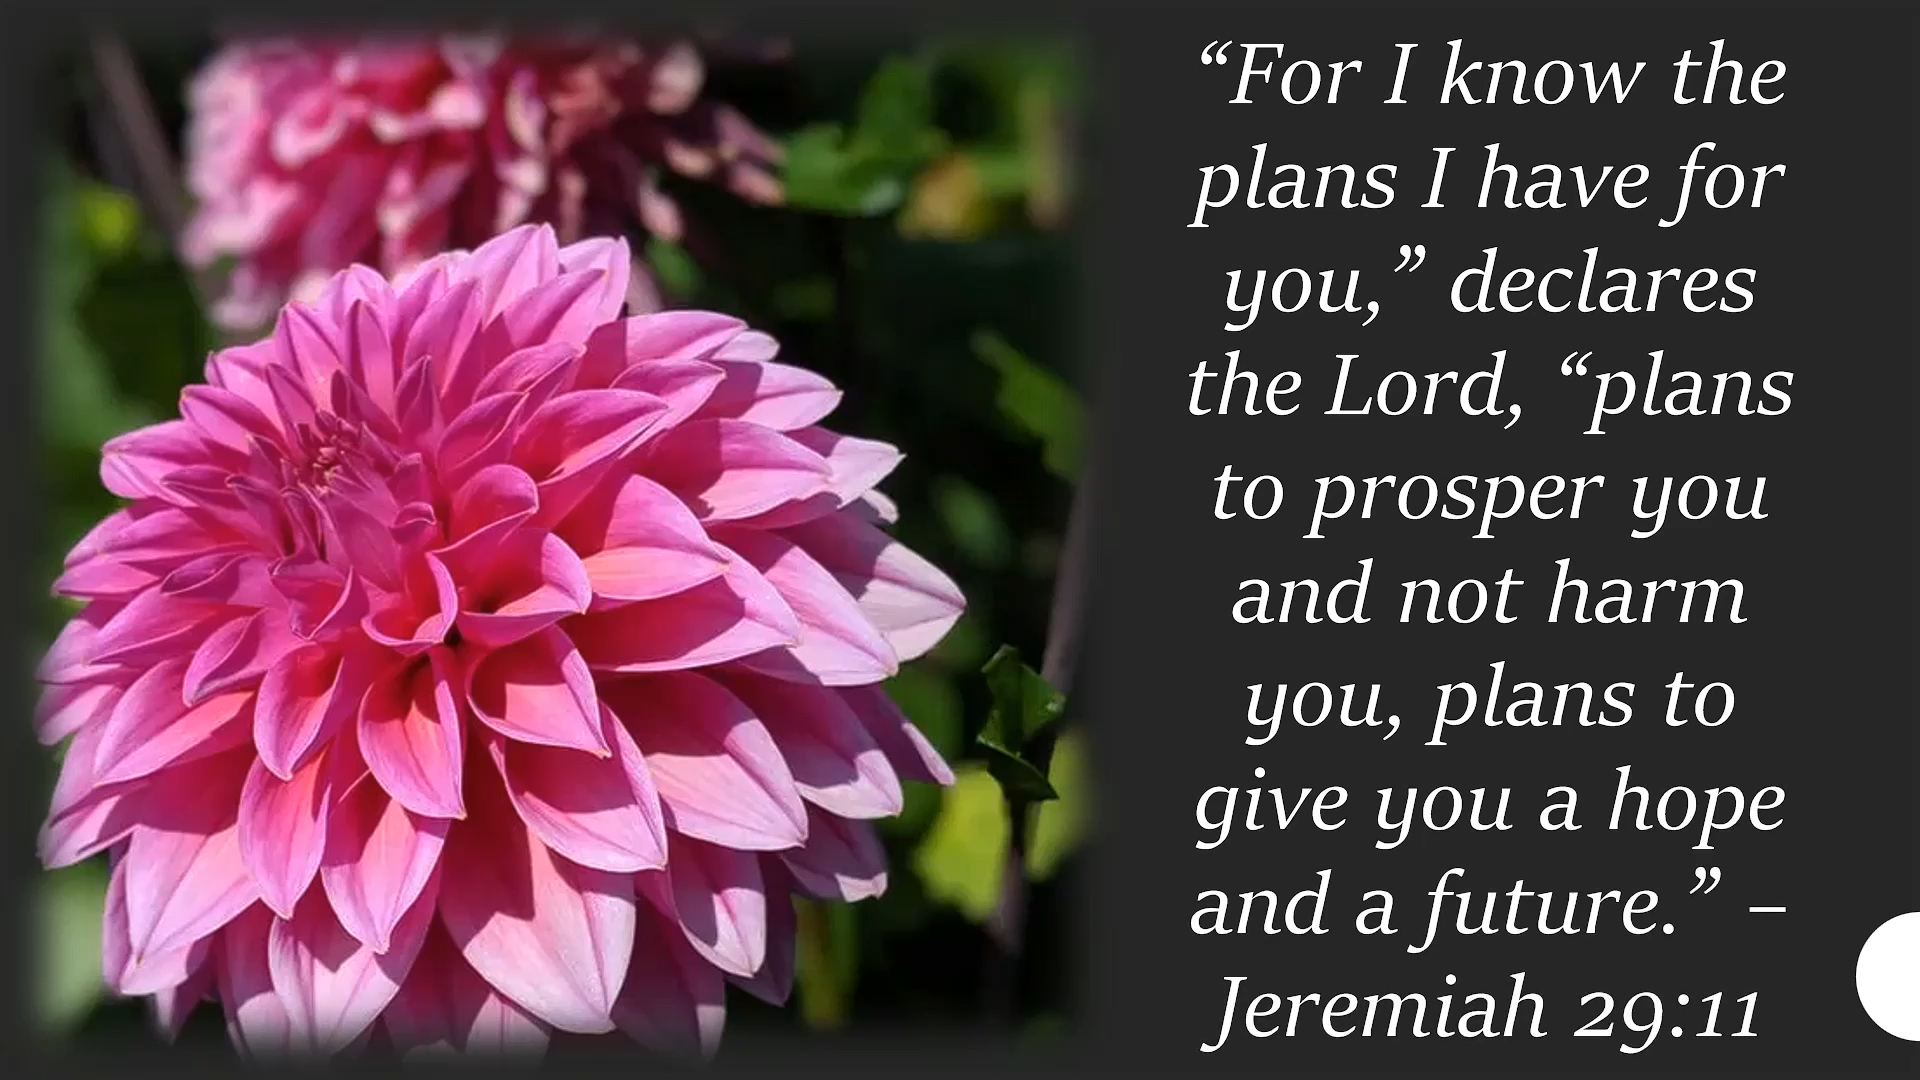 “For I know the
plans I have for
you,” declares
the Lord, “plans
to prosper you
and not harm
you, plans to
give you a hope
and a future.” –
Jeremiah 29:11